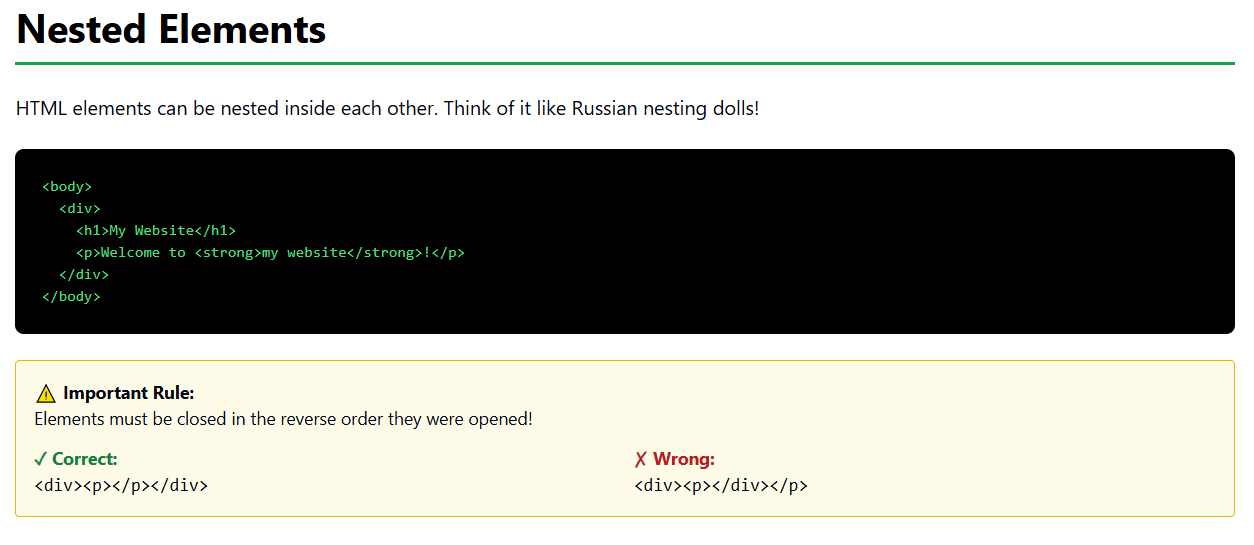 Nested Elements
HTML elements can be nested inside each other. Think of it like Russian nesting dolls!
<body>
  <div>
    <h1>My Website</h1>
    <p>Welcome to <strong>my website</strong>!</p>
  </div>
</body>
⚠️ Important Rule:
Elements must be closed in the reverse order they were opened!
✓ Correct:
<div><p></p></div>
✗ Wrong:
<div><p></div></p>